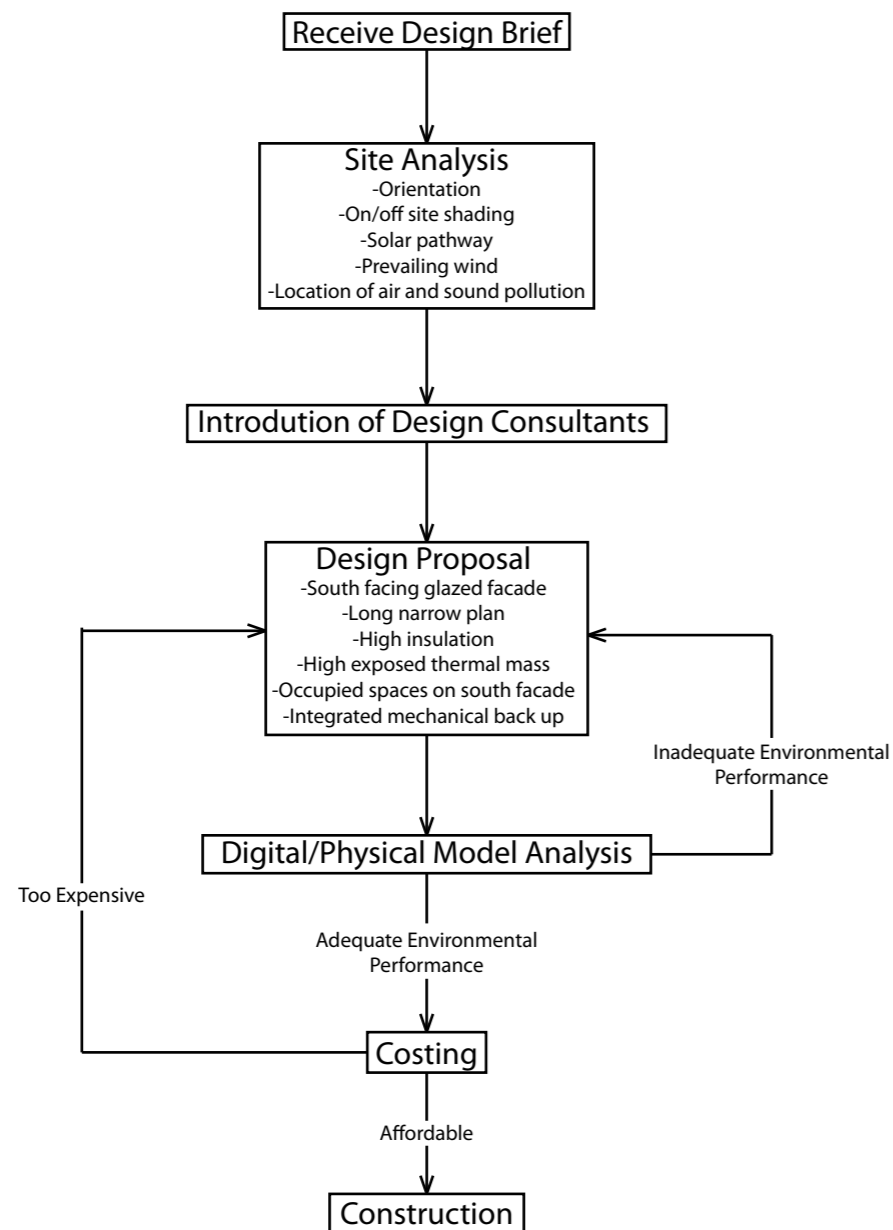 Receive Design Brief
Site Analysis
-Orientation
-On/off site shading
-Solar pathway
-Prevailing wind
-Location of air and sound pollution
Introdution of Design Consultants
Design Proposal
-South facing glazed facade
-Long narrow plan
-High insulation
-High exposed thermal mass
-Occupied spaces on south facade
-Integrated mechanical back up
Inadequate Environmental
Performance
Digital/Physical Model Analysis
Too Expensive
Adequate Environmental
Performance
Costing
Affordable
Construction